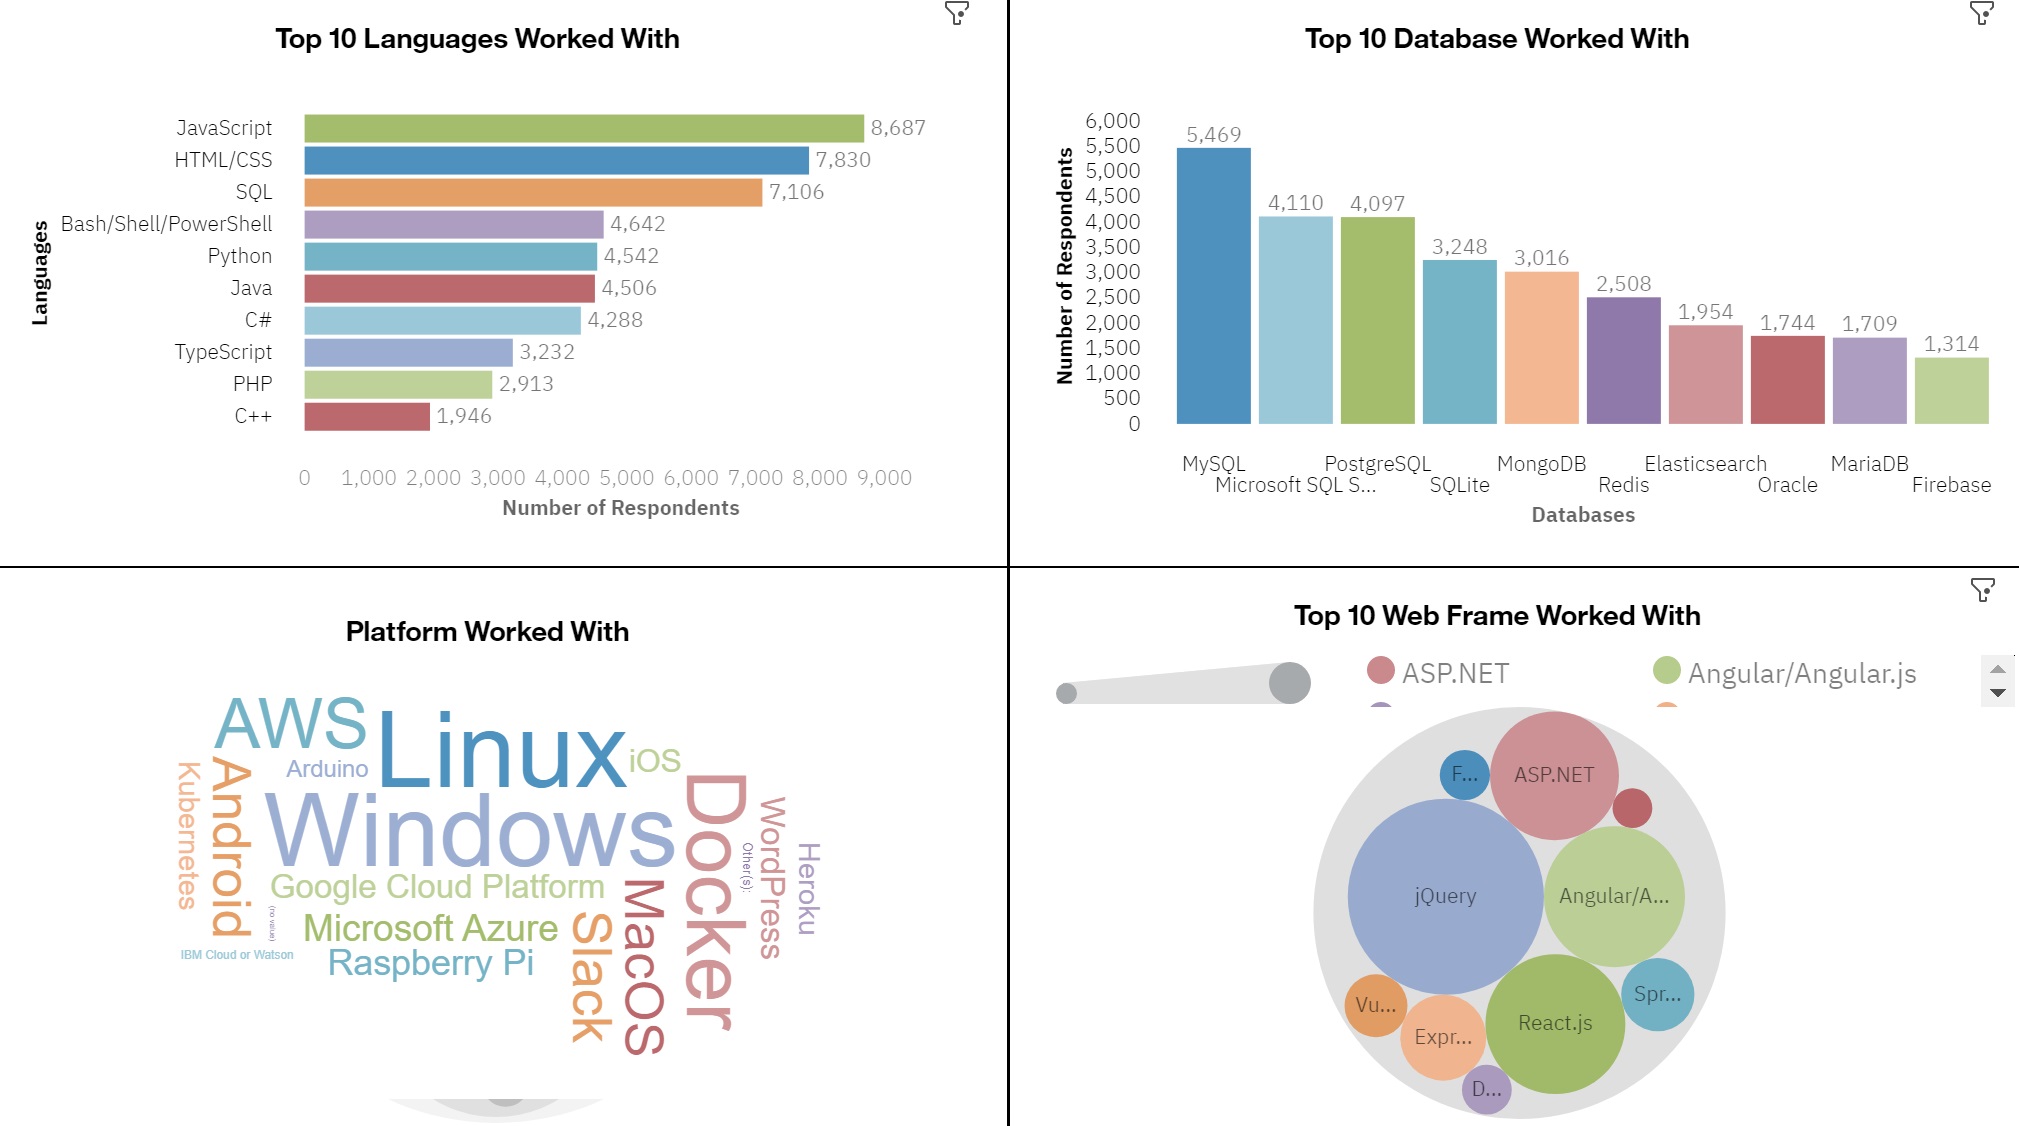 Top 10 Languages Worked With
Languages
JavaScript 8,687
HTML/CSS 7,830
SQL 7,106
Bash/Shell/PowerShell 4,642
Python 4,542
Java 4,506
C# 4,288
TypeScript 3,232
PHP 2,913
C++ 1,946
0 1,000 2,000 3,000 4,000 5,000 6,000 7,000 8,000 9,000
Number of Respondents
Top 10 Database Worked With
Number of Respondents
6,000
5,500
5,000
4,500
4,000
3,500
3,000
2,500
2,000
1,500
1,000
500
0
5,469
4,110
4,097
3,248
3,016
2,508
1,954
1,744
1,709
1,314
MySQL PostgreSQL MongoDB Elasticsearch MariaDB
Microsoft SQL S... SQLite Redis Oracle Firebase
Databases
Platform Worked With
AWS
Linux
iOS
Arduino
Kubernetes
Android
Windows
Docker
WordPress
Other(s):
Heroku
Google Cloud Platform
(no value)
Microsoft Azure
Slack
MacOS
IBM Cloud or Watson
Raspberry Pi
Top 10 Web Frame Worked With
ASP.NET Angular/Angular.js
F...
ASP.NET
jQuery
Angular/A...
Vu...
Spr...
Expr...
React.js
D...